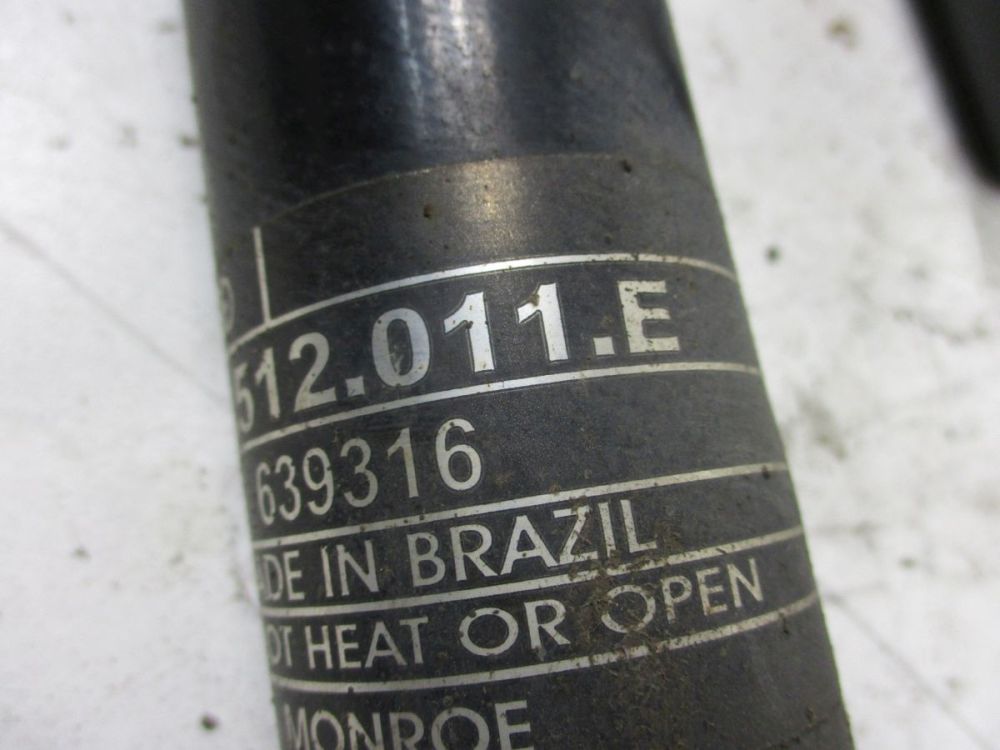 512.011.E
639316
ADE IN BRAZIL
OT HEAT OR OPEN
MONROE